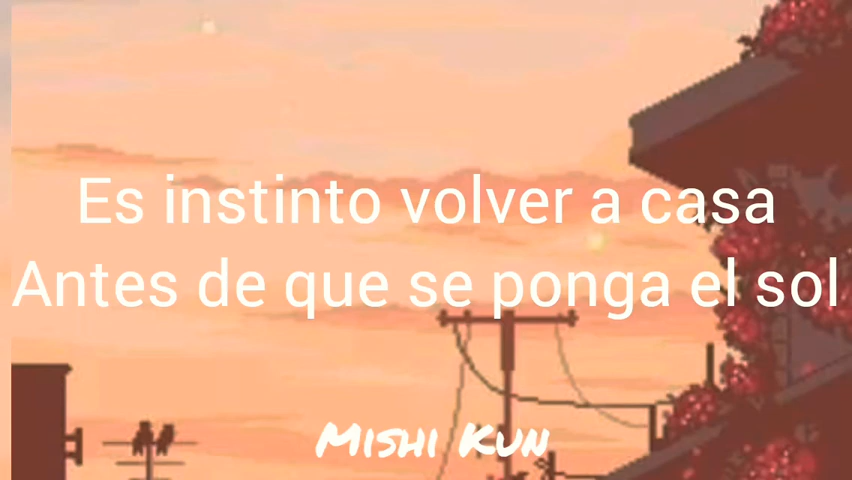 Es instinto volver a casa
Antes de que se ponga el sol
Mishi Kun